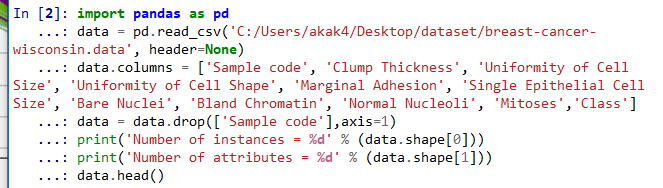 In [2]: import pandas as pd
   ...: data = pd.read_csv('C:/Users/akak4/Desktop/dataset/breast-cancer-
wisconsin.data', header=None)
   ...: data.columns = ['Sample code', 'Clump Thickness', 'Uniformity of Cell
Size', 'Uniformity of Cell Shape', 'Marginal Adhesion', 'Single Epithelial Cell
Size', 'Bare Nuclei', 'Bland Chromatin', 'Normal Nucleoli', 'Mitoses','Class']
   ...: data = data.drop(['Sample code'],axis=1)
   ...: print('Number of instances = %d' % (data.shape[0]))
   ...: print('Number of attributes = %d' % (data.shape[1]))
   ...: data.head()